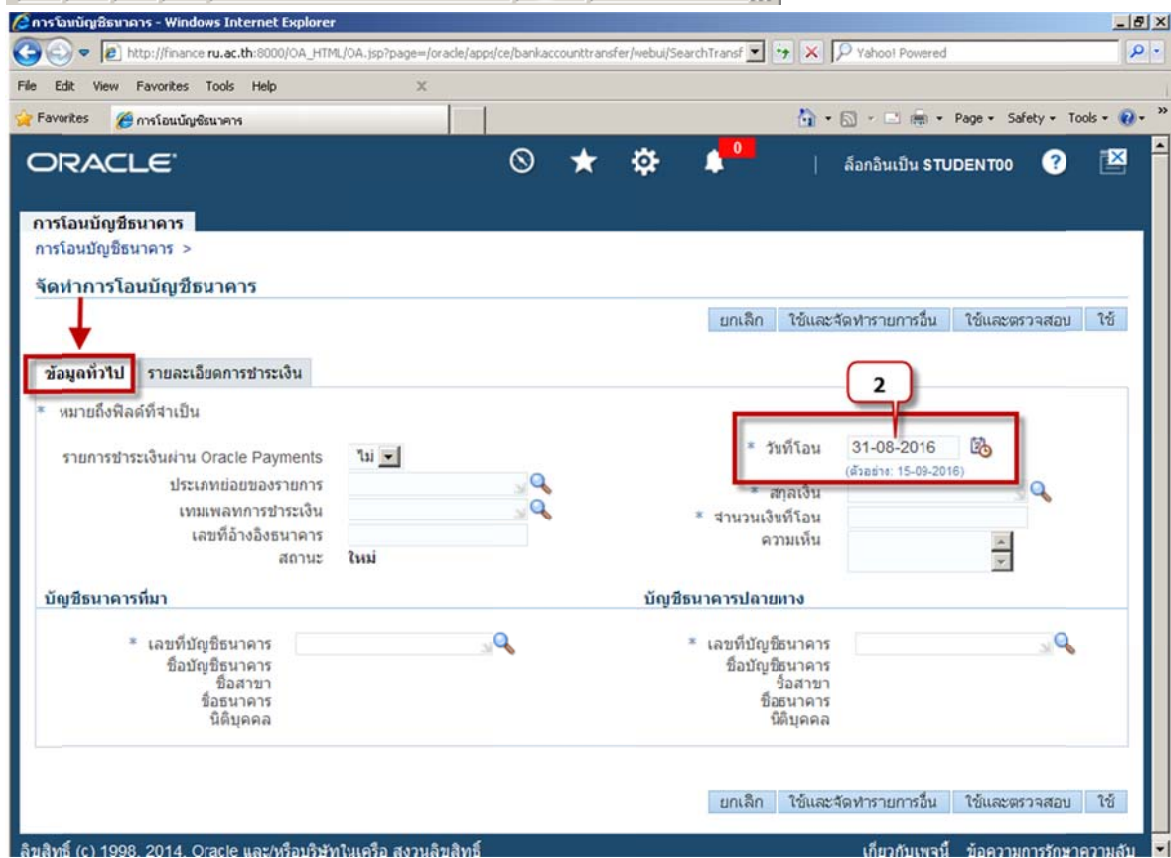 การโอนบัญชีธนาคาร - Windows Internet Explorer
http://finance.ru.ac.th:8000/OA_HTML/OA.jsp?page=/oracle/apps/ce/bankaccounttransfer/webui/SearchTransf
Yahoo! Powered
File Edit View Favorites Tools Help
Favorites การโอนบัญชีธนาคาร Page Safety Tools
ORACLE 0 ล็อกอินเป็น STUDENT00 ?
การโอนบัญชีธนาคาร
การโอนบัญชีธนาคาร >
จัดทำการโอนบัญชีธนาคาร
ยกเลิก ใช้และจัดทำรายการอื่น ใช้และตรวจสอบ ใช้
ข้อมูลทั่วไป รายละเอียดการชำระเงิน
2
* หมายถึงฟิลด์ที่จำเป็น
* วันที่โอน 31-08-2016
(ตัวอย่าง: 15-09-2016)
รายการชำระเงินผ่าน Oracle Payments ไม่
ประเภทย่อยของรายการ * สกุลเงิน
เทมเพลทการชำระเงิน * จำนวนเงินที่โอน
เลขที่อ้างอิงธนาคาร ความเห็น
สถานะ ใหม่
บัญชีธนาคารที่มา บัญชีธนาคารปลายทาง
* เลขที่บัญชีธนาคาร * เลขที่บัญชีธนาคาร
ชื่อบัญชีธนาคาร ชื่อบัญชีธนาคาร
ชื่อสาขา ชื่อสาขา
ชื่อธนาคาร ชื่อธนาคาร
นิติบุคคล นิติบุคคล
ยกเลิก ใช้และจัดทำรายการอื่น ใช้และตรวจสอบ ใช้
ลิขสิทธิ์ (c) 1998, 2014, Oracle และ/หรือบริษัทในเครือ สงวนลิขสิทธิ์ เกี่ยวกับเพจนี้ ข้อความการรักษาความลับ